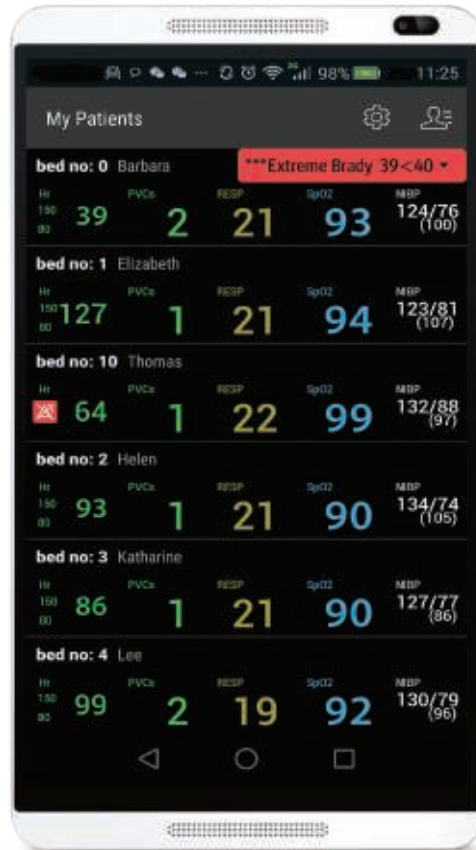 3G 98% 11:25
My Patients
bed no: 0 Barbara ***Extreme Brady 39<40
Hr PVCs RESP SpO2 NIBP
150 80 39 2 21 93 124/76 (100)
bed no: 1 Elizabeth
Hr PVCs RESP SpO2 NIBP
150 80 127 1 21 94 123/81 (107)
bed no: 10 Thomas
Hr PVCs RESP SpO2 NIBP
64 1 22 99 132/88 (97)
bed no: 2 Helen
Hr PVCs RESP SpO2 NIBP
150 80 93 1 21 90 134/74 (105)
bed no: 3 Katharine
Hr PVCs RESP SpO2 NIBP
150 80 86 1 21 90 127/77 (86)
bed no: 4 Lee
Hr PVCs RESP SpO2 NIBP
150 80 99 2 19 92 130/79 (96)